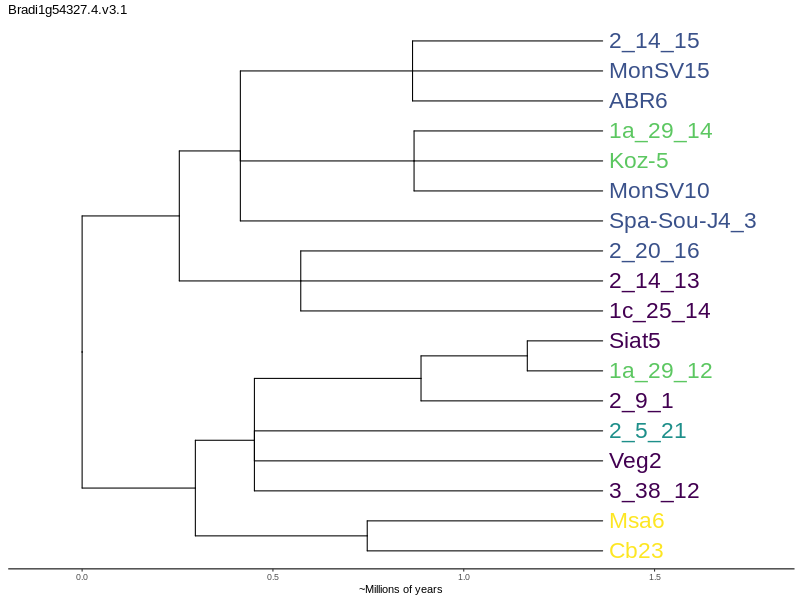 Bradi1g54327.4.v3.1
2_14_15
MonSV15
ABR6
1a_29_14
Koz-5
MonSV10
Spa-Sou-J4_3
2_20_16
2_14_13
1c_25_14
Siat5
1a_29_12
2_9_1
2_5_21
Veg2
3_38_12
Msa6
Cb23
0.0 0.5 1.0 1.5
~Millions of years